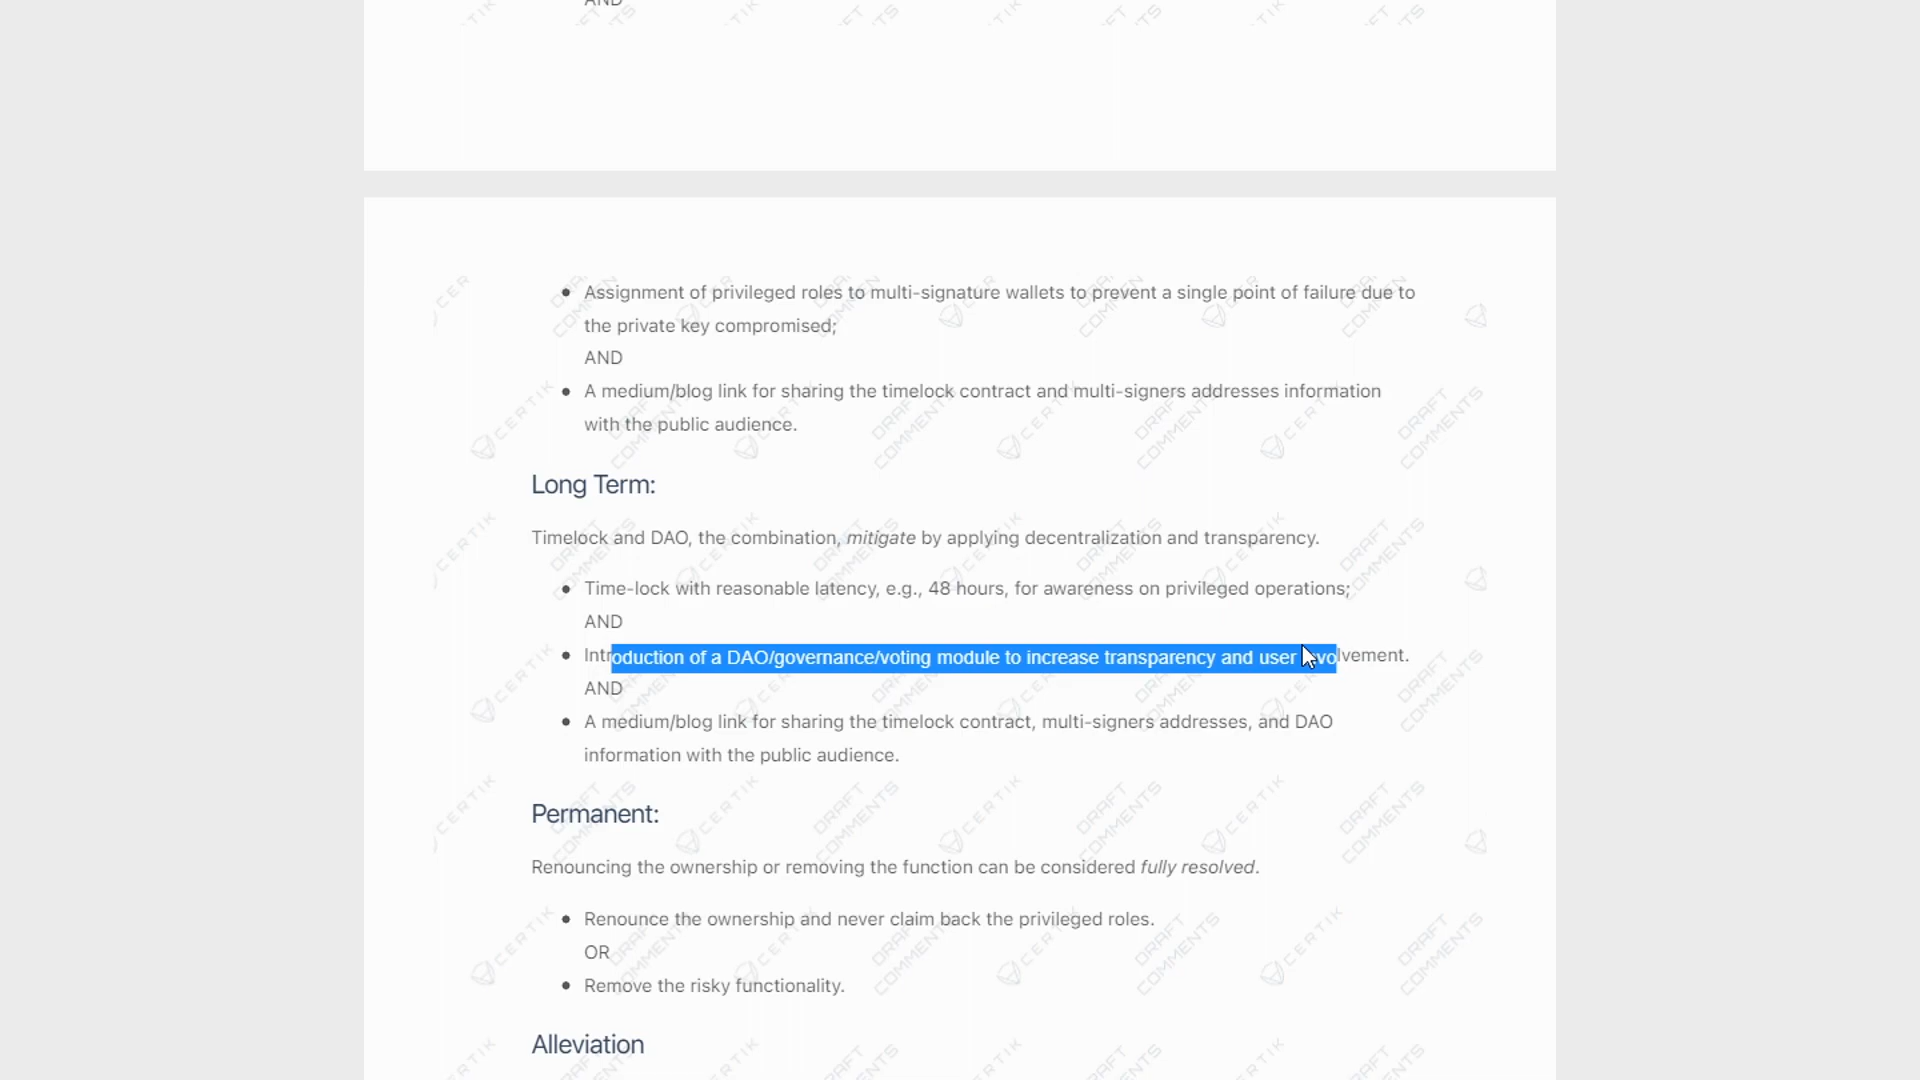 AND
Assignment of privileged roles to multi-signature wallets to prevent a single point of failure due to
the private key compromised;
AND
A medium/blog link for sharing the timelock contract and multi-signers addresses information
with the public audience.
Long Term:
Timelock and DAO, the combination, mitigate by applying decentralization and transparency.
Time-lock with reasonable latency, e.g., 48 hours, for awareness on privileged operations;
AND
Introduction of a DAO/governance/voting module to increase transparency and user involvement.
AND
A medium/blog link for sharing the timelock contract, multi-signers addresses, and DAO
information with the public audience.
Permanent:
Renouncing the ownership or removing the function can be considered fully resolved.
Renounce the ownership and never claim back the privileged roles.
OR
Remove the risky functionality.
Alleviation
CERTIK
DRAFT
COMMENTS